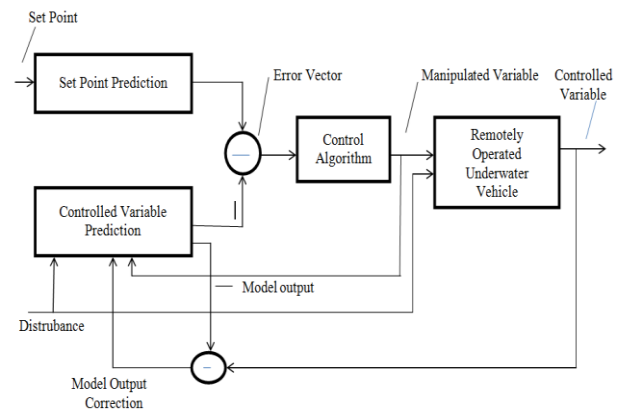 Set Point
Set Point Prediction
Error Vector
Manipulated Variable
Controlled
Variable
Control
Algorithm
Remotely
Operated
Underwater
Vehicle
Controlled Variable
Prediction
Model output
Distrubance
Model Output
Correction